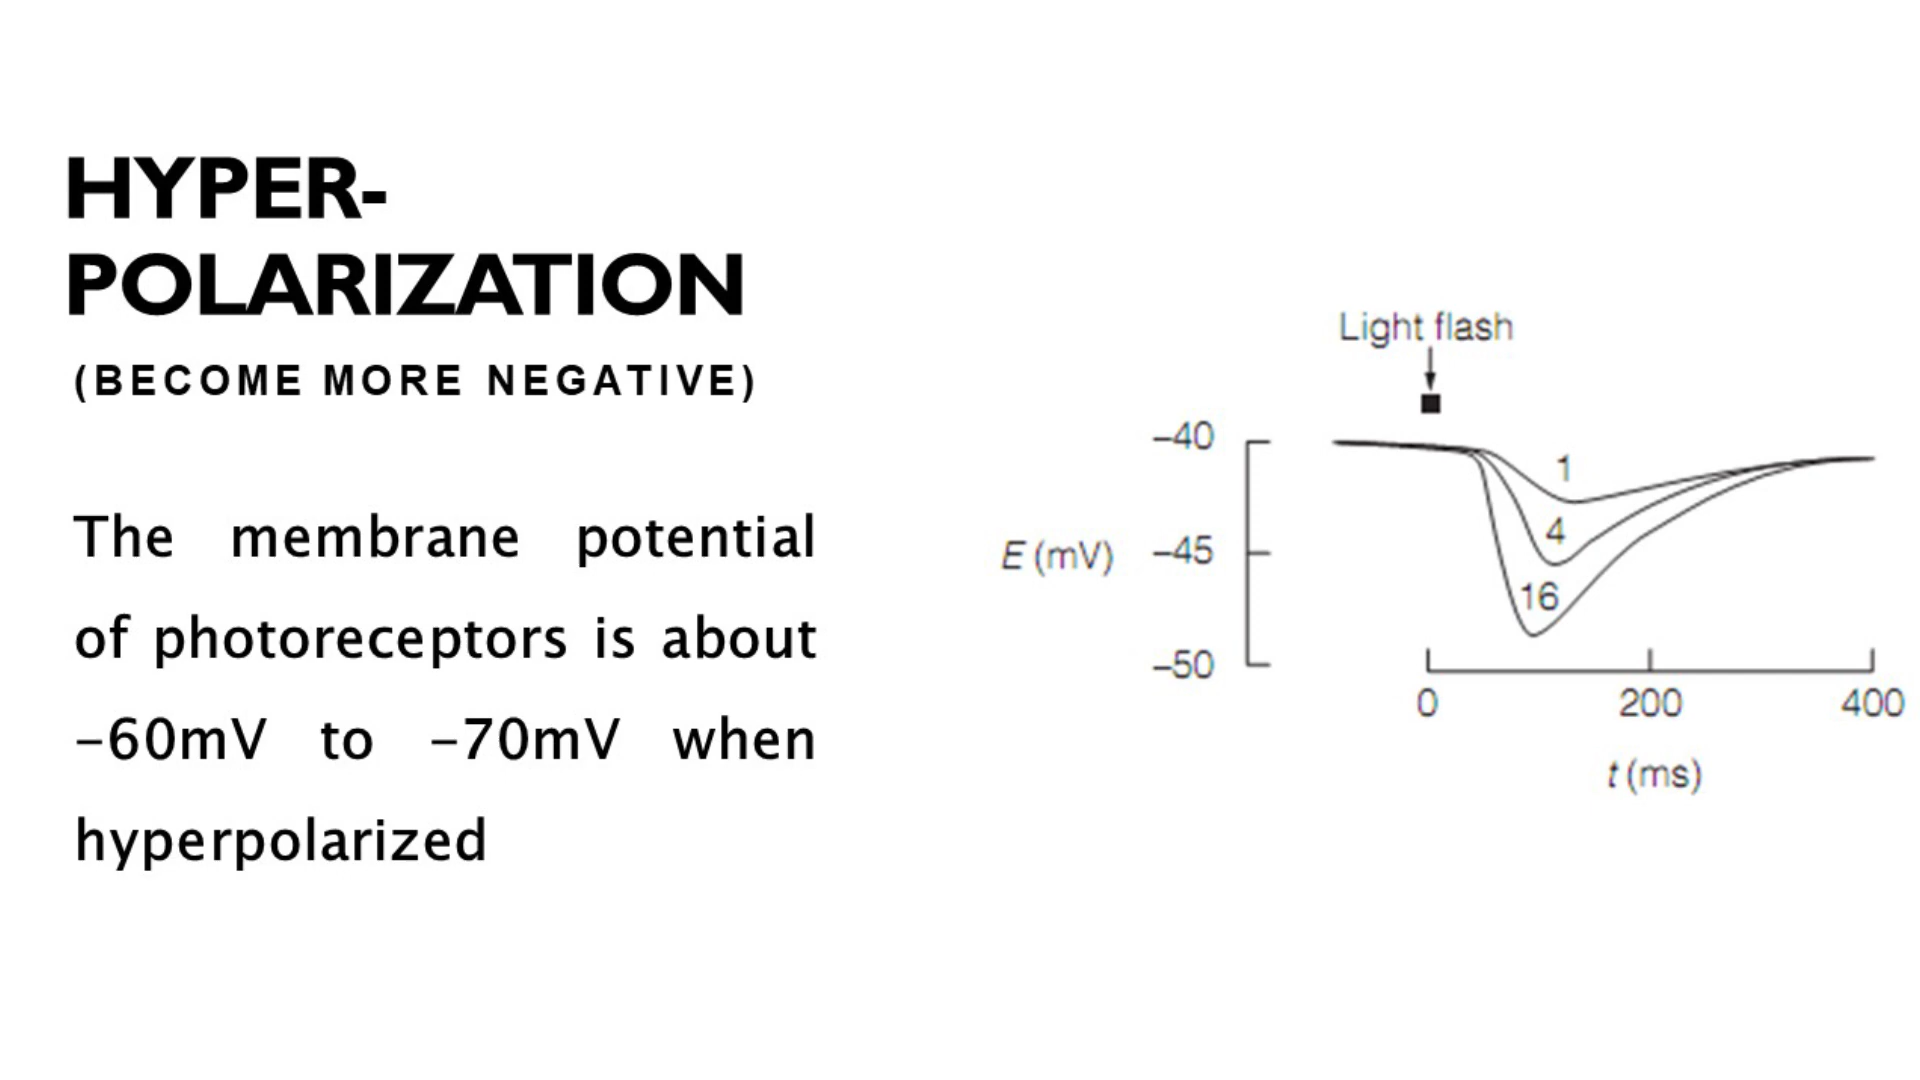 HYPER-
POLARIZATION
(BECOME MORE NEGATIVE)
The membrane potential
of photoreceptors is about
–60mV to –70mV when
hyperpolarized
Light flash
–40
1
4
E (mV) –45
16
–50
0 200 400
t (ms)